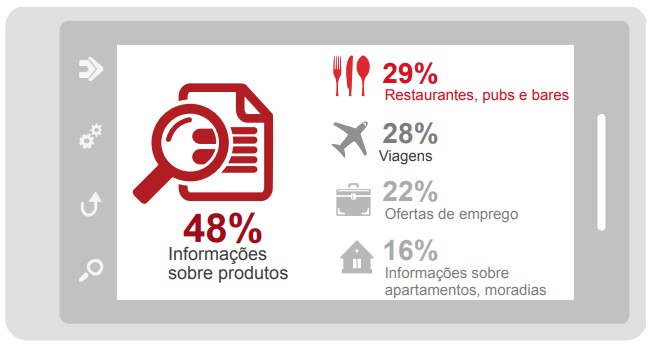 48%
Informações
sobre produtos
29%
Restaurantes, pubs e bares
28%
Viagens
22%
Ofertas de emprego
16%
Informações sobre
apartamentos, moradias